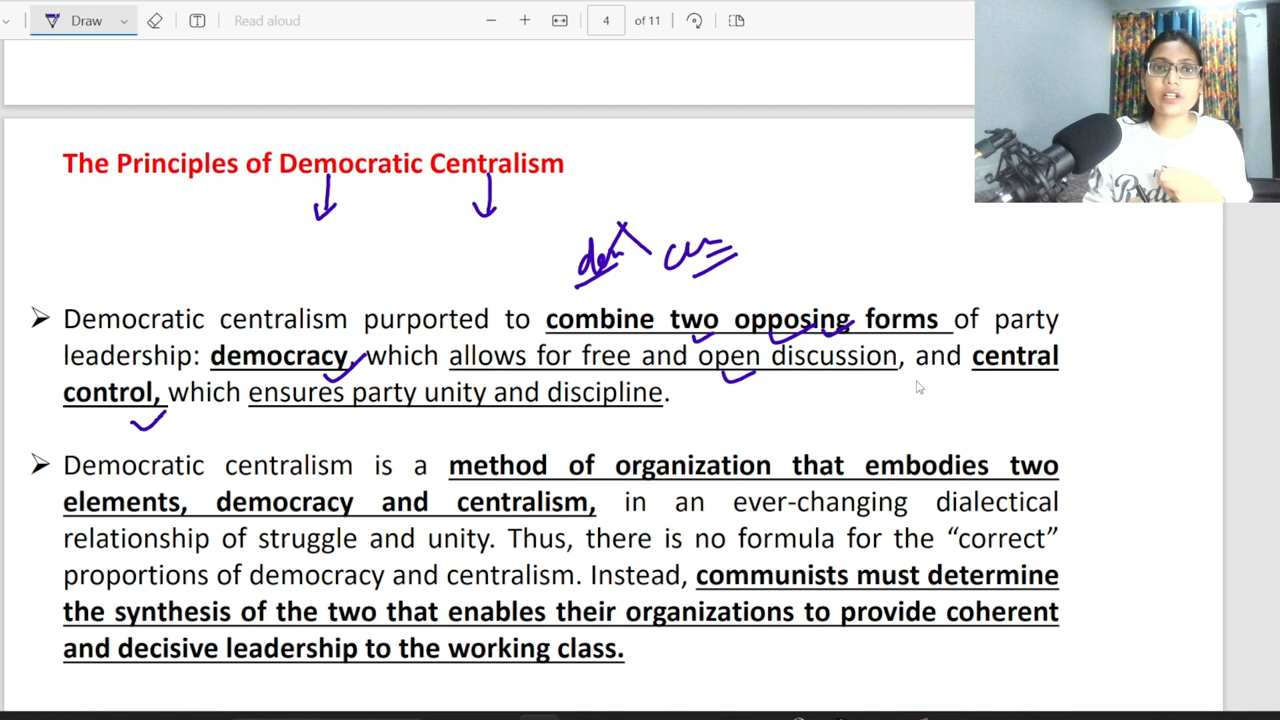 Draw
Read aloud
4 of 11
The Principles of Democratic Centralism
dem cen
Democratic centralism purported to combine two opposing forms of party
leadership: democracy, which allows for free and open discussion, and central
control, which ensures party unity and discipline.
Democratic centralism is a method of organization that embodies two
elements, democracy and centralism, in an ever-changing dialectical
relationship of struggle and unity. Thus, there is no formula for the “correct”
proportions of democracy and centralism. Instead, communists must determine
the synthesis of the two that enables their organizations to provide coherent
and decisive leadership to the working class.